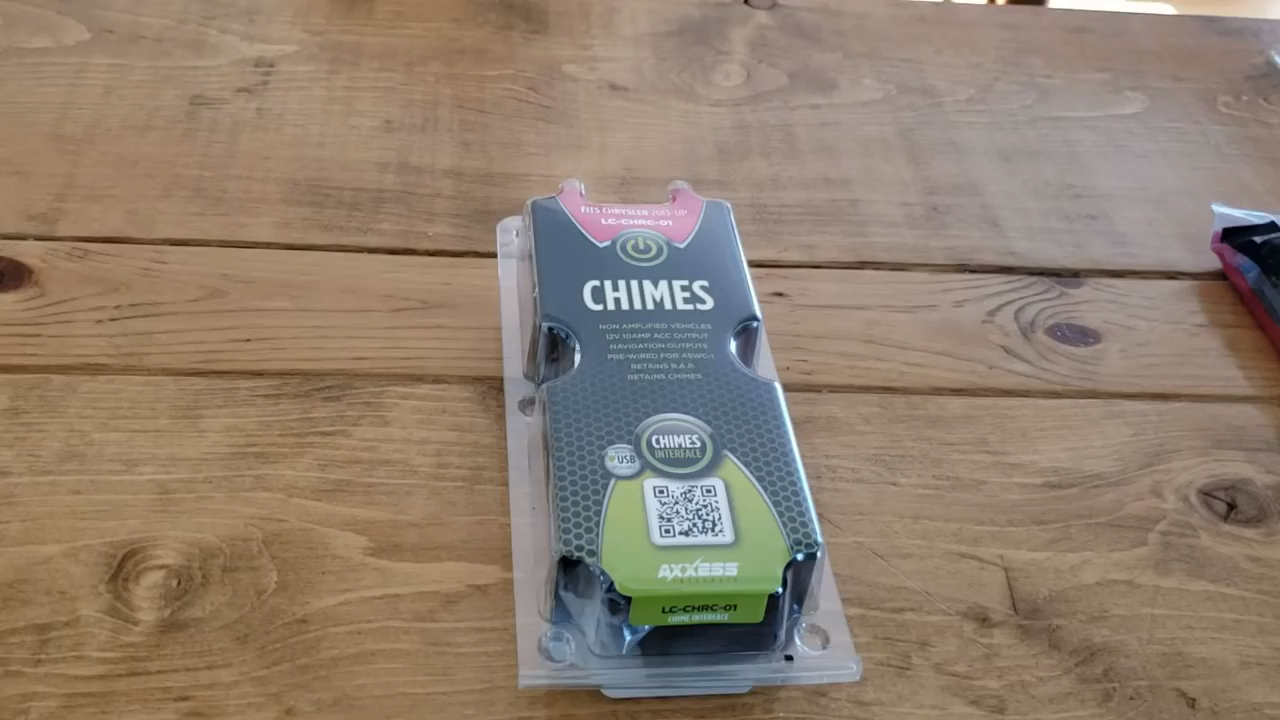 FITS CHRYSLER 2013-UP
LC-CHRC-01
CHIMES
NON AMPLIFIED VEHICLES
12V 10AMP ACC OUTPUT
NAVIGATION OUTPUTS
PRE-WIRED FOR ASWC-1
RETAINS R.A.P.
RETAINS CHIMES
CHIMES
INTERFACE
USB
AXXESS
INTEGRATE
LC-CHRC-01
CHIME INTERFACE